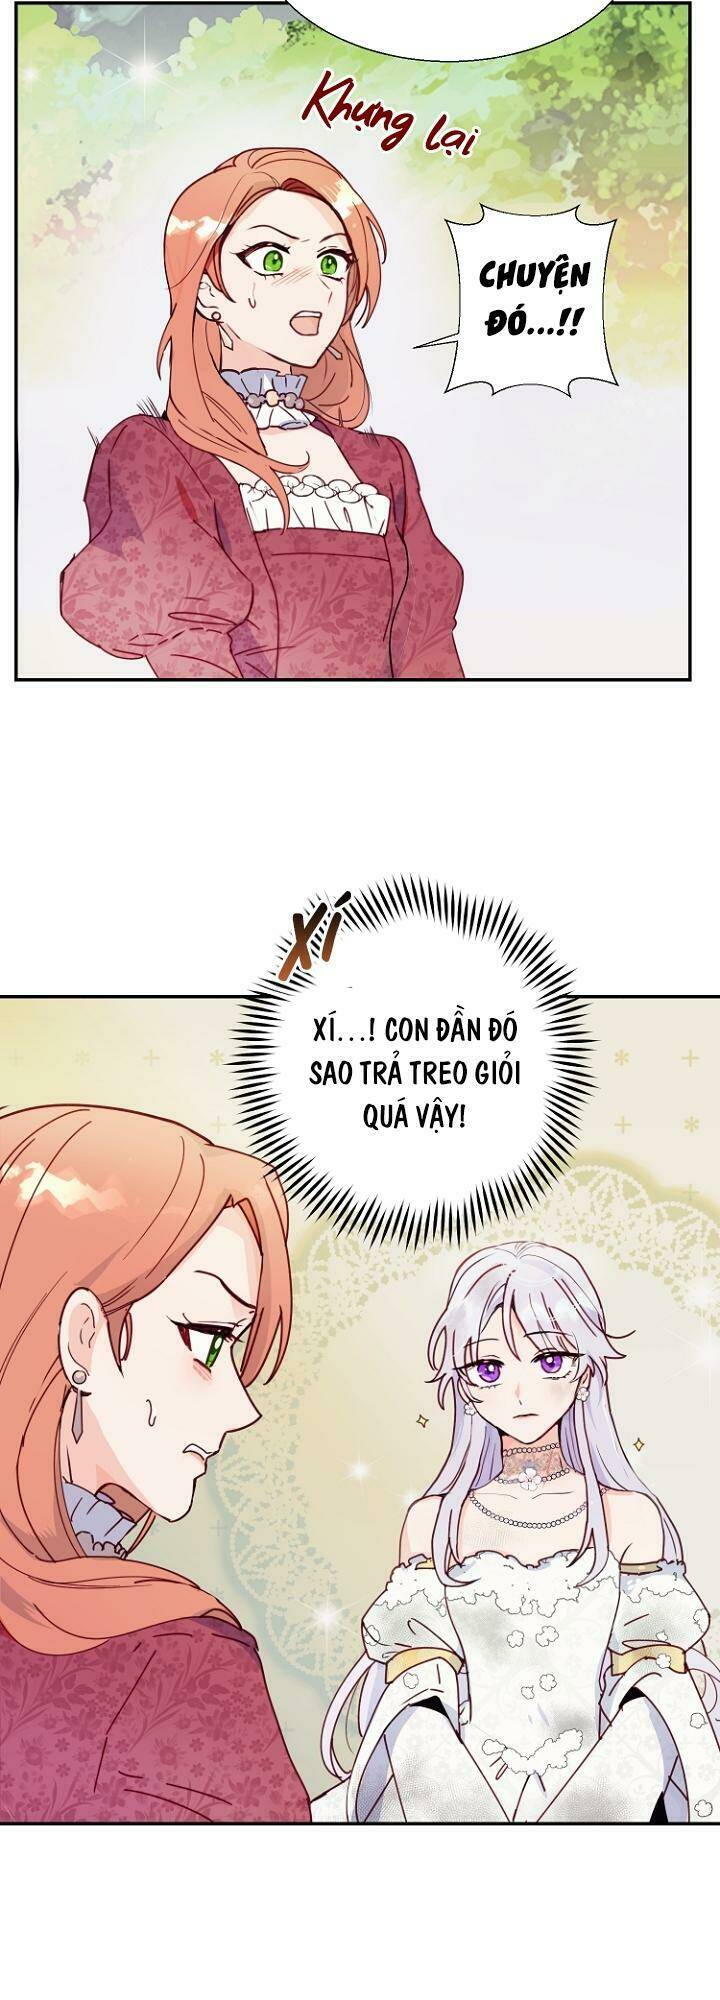 Khựng lại
CHUYỆN
ĐÓ...!!
XÍ
XÍ...! CON ĐẦN ĐÓ
SAO TRẢ TREO GIỎI
QUÁ VẬY!